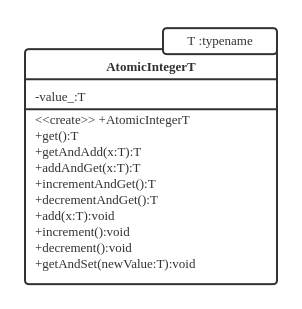 T :typename
AtomicIntegerT
-value_:T
<<create>> +AtomicIntegerT
+get():T
+getAndAdd(x:T):T
+addAndGet(x:T):T
+incrementAndGet():T
+decrementAndGet():T
+add(x:T):void
+increment():void
+decrement():void
+getAndSet(newValue:T):void